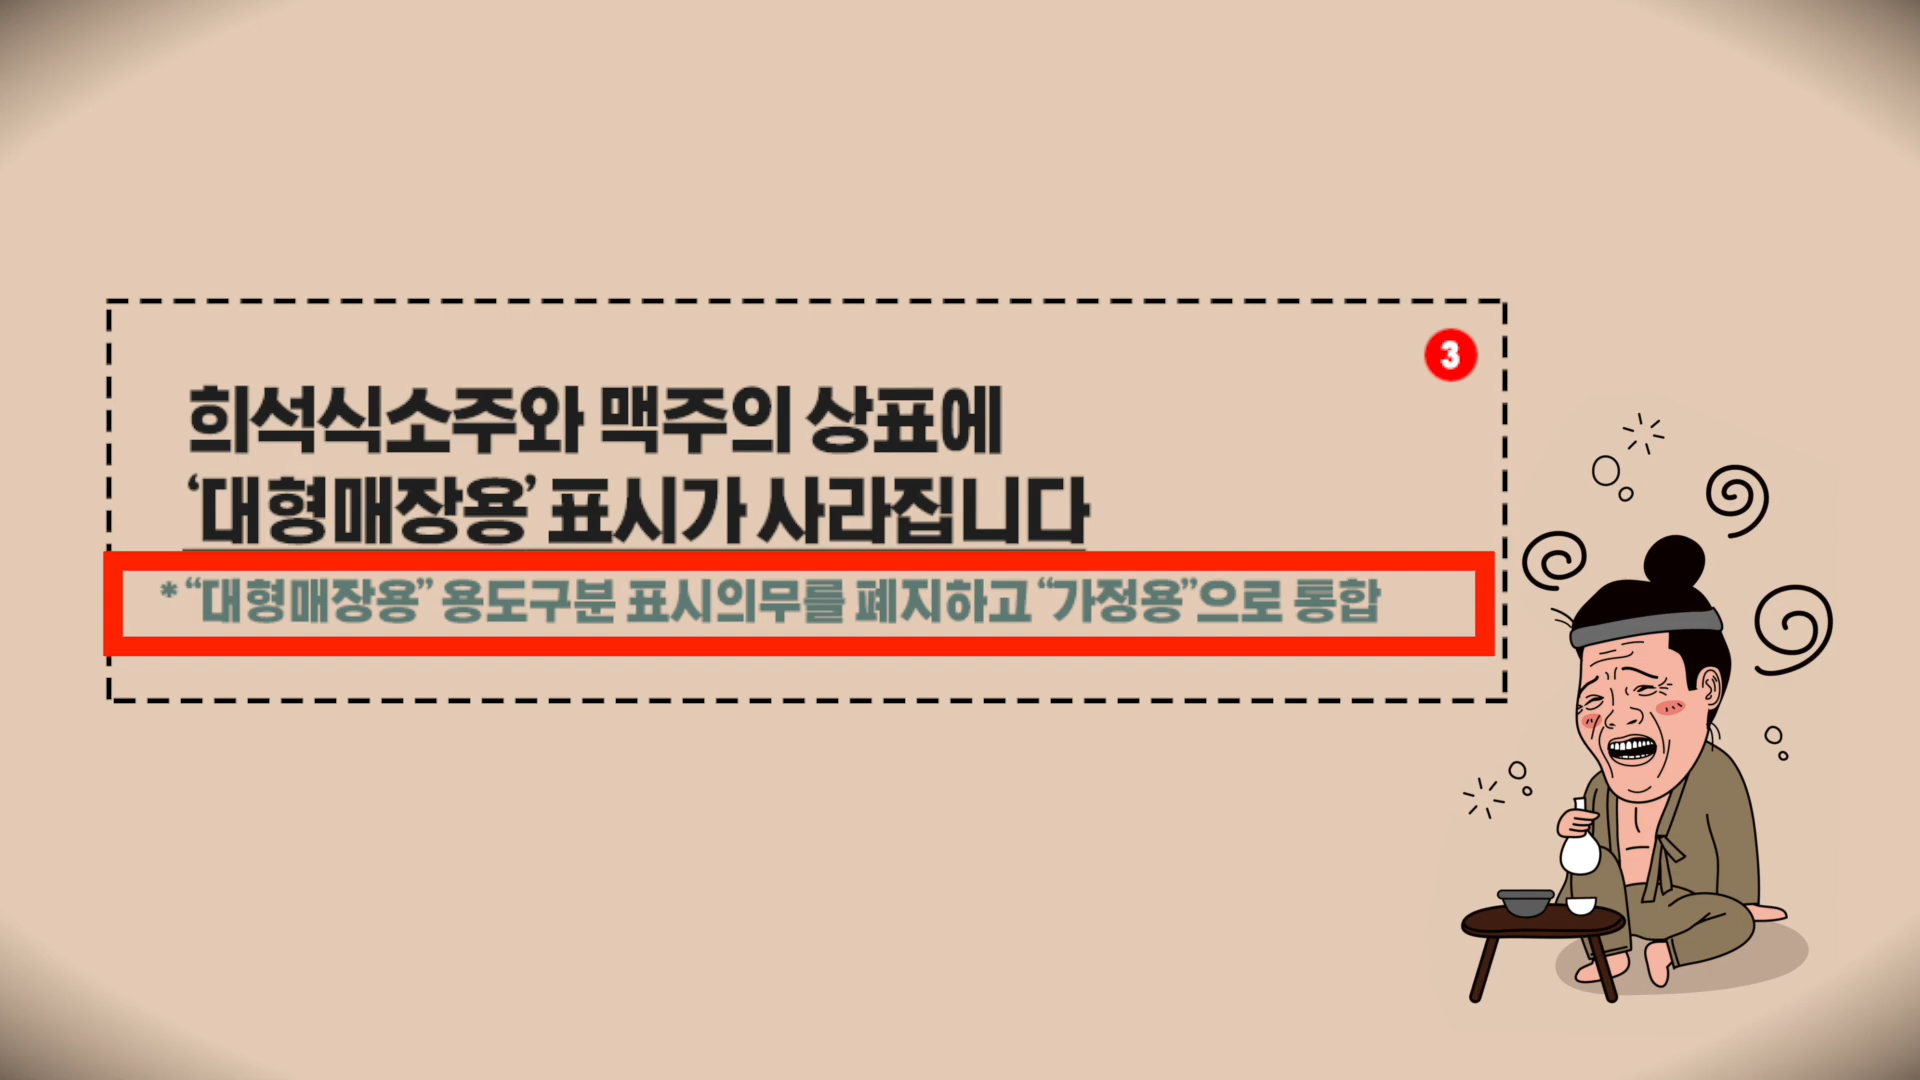 3
희석식소주와 맥주의 상표에
‘대형매장용’ 표시가 사라집니다
* “대형매장용” 용도구분 표시의무를 폐지하고 “가정용”으로 통합